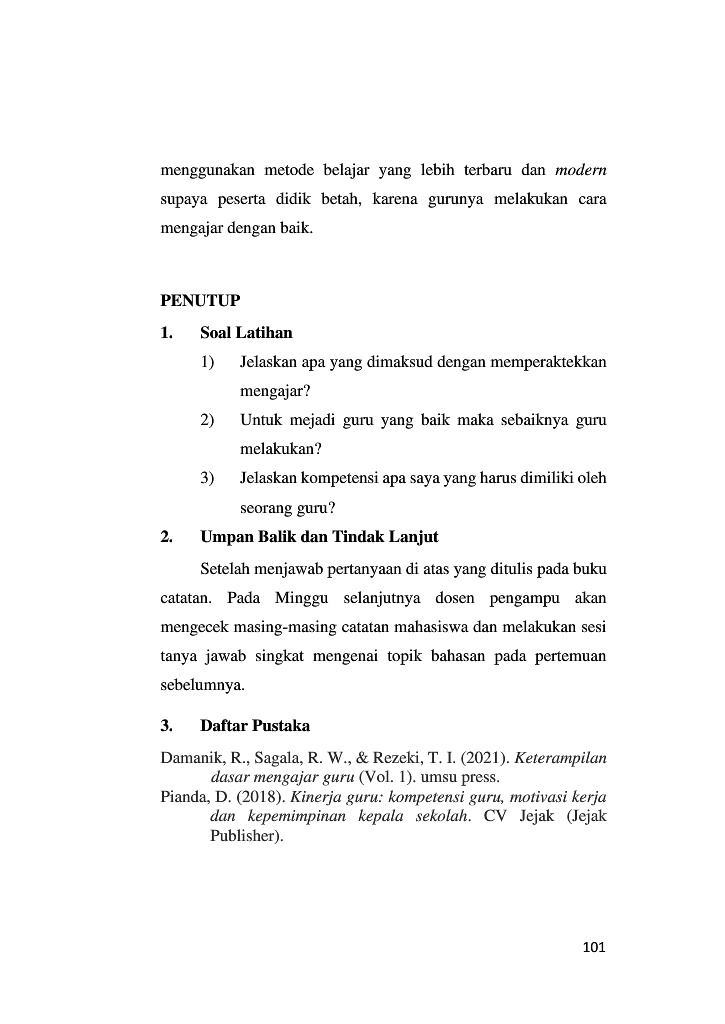 menggunakan metode belajar yang lebih terbaru dan modern
supaya peserta didik betah, karena gurunya melakukan cara
mengajar dengan baik.
PENUTUP
1. Soal Latihan
1) Jelaskan apa yang dimaksud dengan memperaktekkan
mengajar?
2) Untuk mejadi guru yang baik maka sebaiknya guru
melakukan?
3) Jelaskan kompetensi apa saya yang harus dimiliki oleh
seorang guru?
2. Umpan Balik dan Tindak Lanjut
Setelah menjawab pertanyaan di atas yang ditulis pada buku
catatan. Pada Minggu selanjutnya dosen pengampu akan
mengecek masing-masing catatan mahasiswa dan melakukan sesi
tanya jawab singkat mengenai topik bahasan pada pertemuan
sebelumnya.
3. Daftar Pustaka
Damanik, R., Sagala, R. W., & Rezeki, T. I. (2021). Keterampilan
dasar mengajar guru (Vol. 1). umsu press.
Pianda, D. (2018). Kinerja guru: kompetensi guru, motivasi kerja
dan kepemimpinan kepala sekolah. CV Jejak (Jejak
Publisher).
101